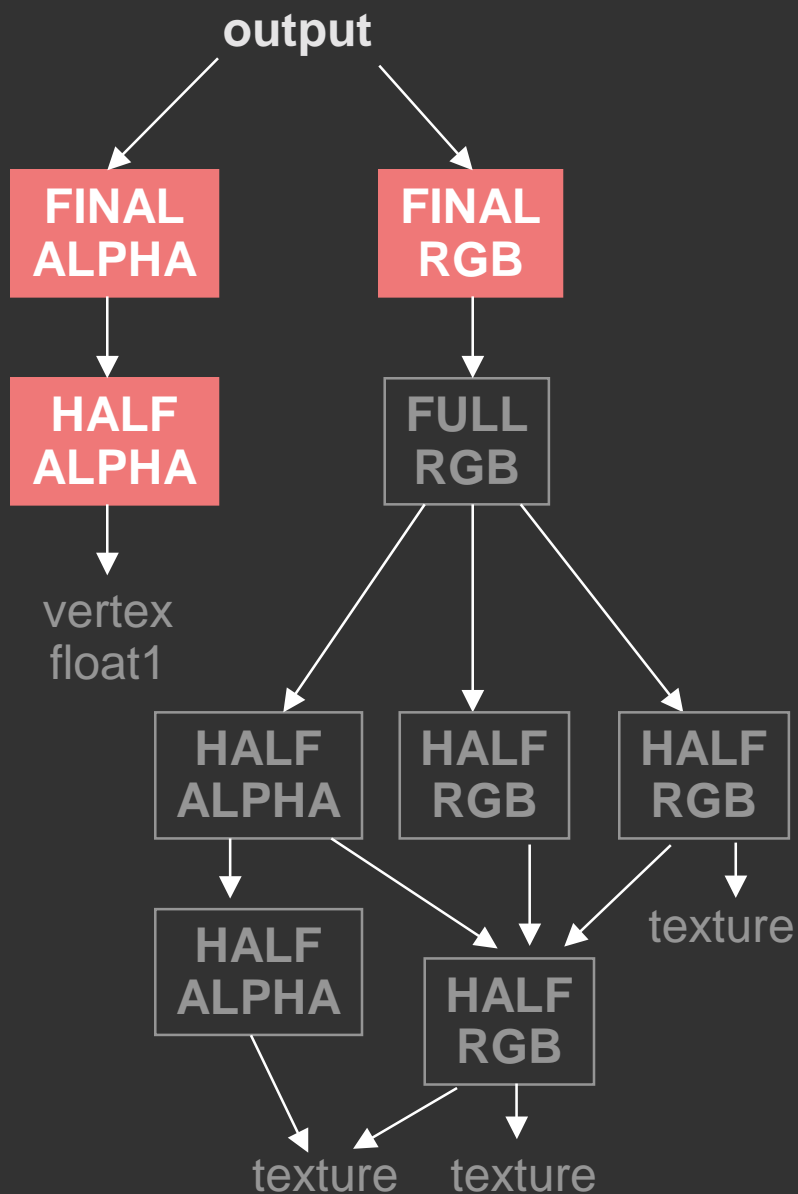 output
FINAL
ALPHA
FINAL
RGB
HALF
ALPHA
FULL
RGB
vertex
float1
HALF
ALPHA
HALF
RGB
HALF
RGB
texture
HALF
ALPHA
HALF
RGB
texture
texture